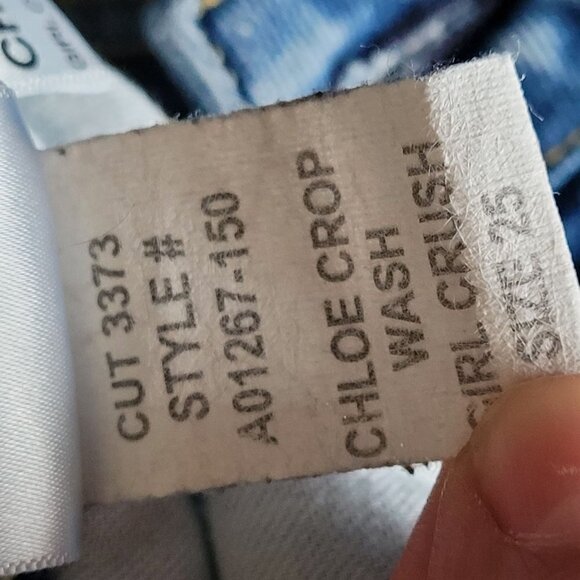 CUT 3373
STYLE #
A01267-150
CHLOE CROP
WASH
GIRL CRUSH
SIZE 25